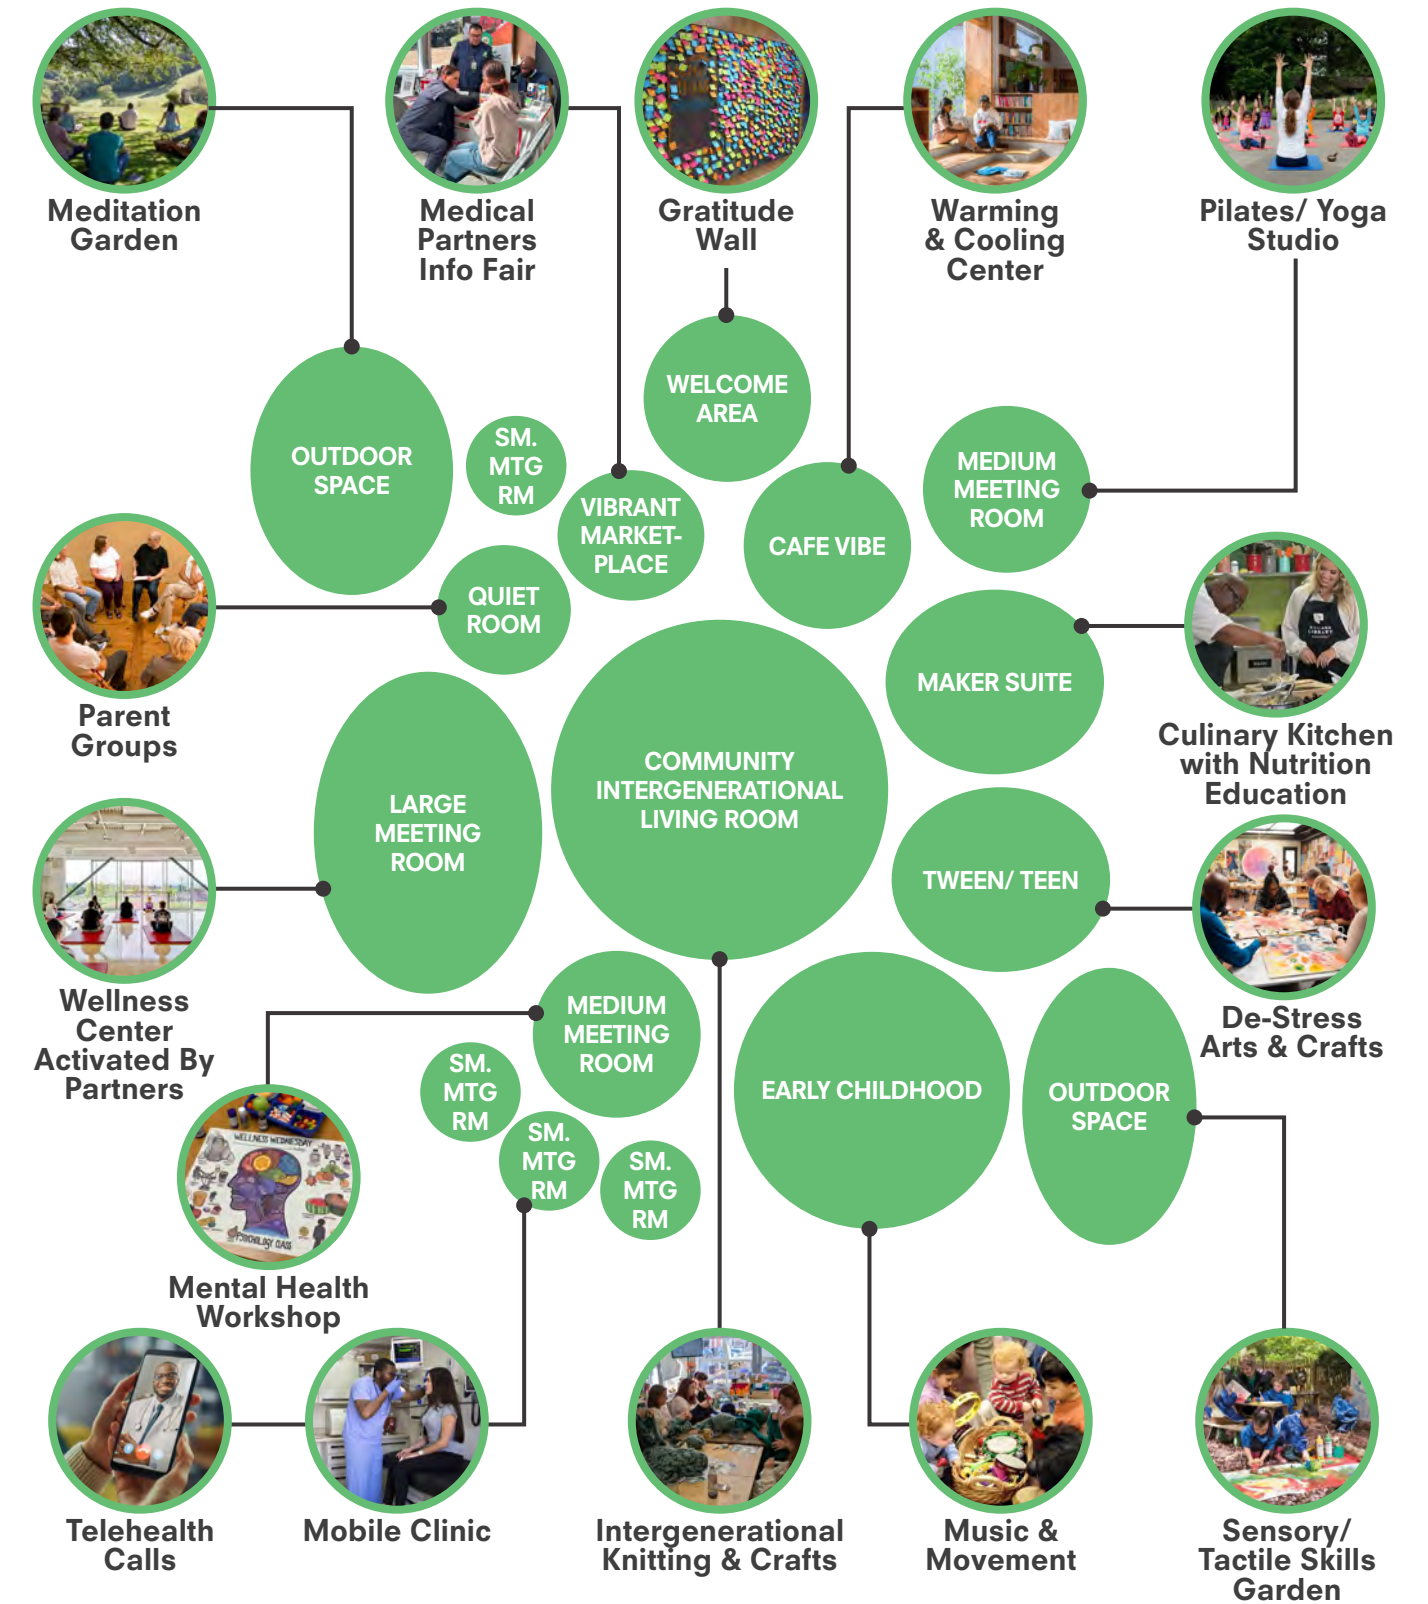 Meditation
Garden
Medical
Partners
Info Fair
Gratitude
Wall
Warming
& Cooling
Center
Pilates/ Yoga
Studio
WELCOME
AREA
OUTDOOR
SPACE
SM.
MTG
RM
VIBRANT
MARKET-
PLACE
CAFE VIBE
MEDIUM
MEETING
ROOM
QUIET
ROOM
Parent
Groups
MAKER SUITE
Culinary Kitchen
with Nutrition
Education
LARGE
MEETING
ROOM
COMMUNITY
INTERGENERATIONAL
LIVING ROOM
TWEEN/ TEEN
De-Stress
Arts & Crafts
Wellness
Center
Activated By
Partners
MEDIUM
MEETING
ROOM
SM.
MTG
RM
SM.
MTG
RM
SM.
MTG
RM
EARLY CHILDHOOD
OUTDOOR
SPACE
WELLNESS WEDNESDAY
PSYCHOLOGY CLASS
Mental Health
Workshop
Telehealth
Calls
Mobile Clinic
Intergenerational
Knitting & Crafts
Music &
Movement
Sensory/
Tactile Skills
Garden